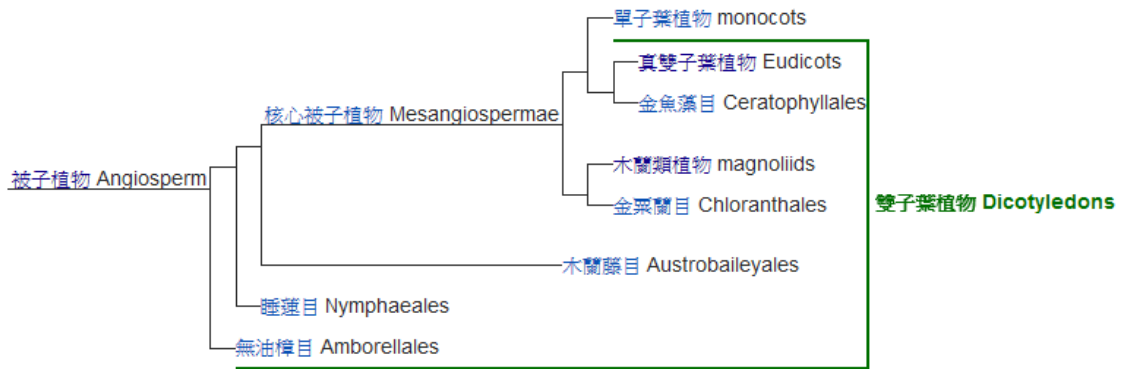 單子葉植物 monocots
真雙子葉植物 Eudicots
金魚藻目 Ceratophyllales
核心被子植物 Mesangiospermae
木蘭類植物 magnoliids
被子植物 Angiosperm
金粟蘭目 Chloranthales
雙子葉植物 Dicotyledons
木蘭藤目 Austrobaileyales
睡蓮目 Nymphaeales
無油樟目 Amborellales